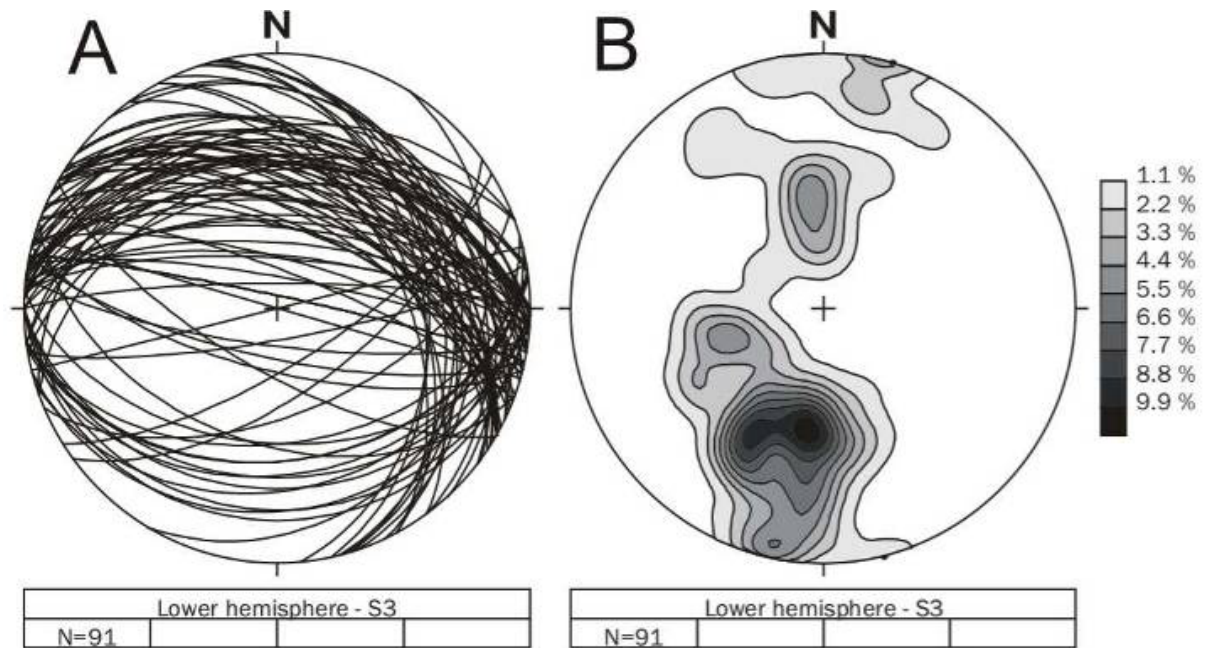 A
N
Lower hemisphere - S3
N=91
B
N
1.1 %
2.2 %
3.3 %
4.4 %
5.5 %
6.6 %
7.7 %
8.8 %
9.9 %
Lower hemisphere - S3
N=91